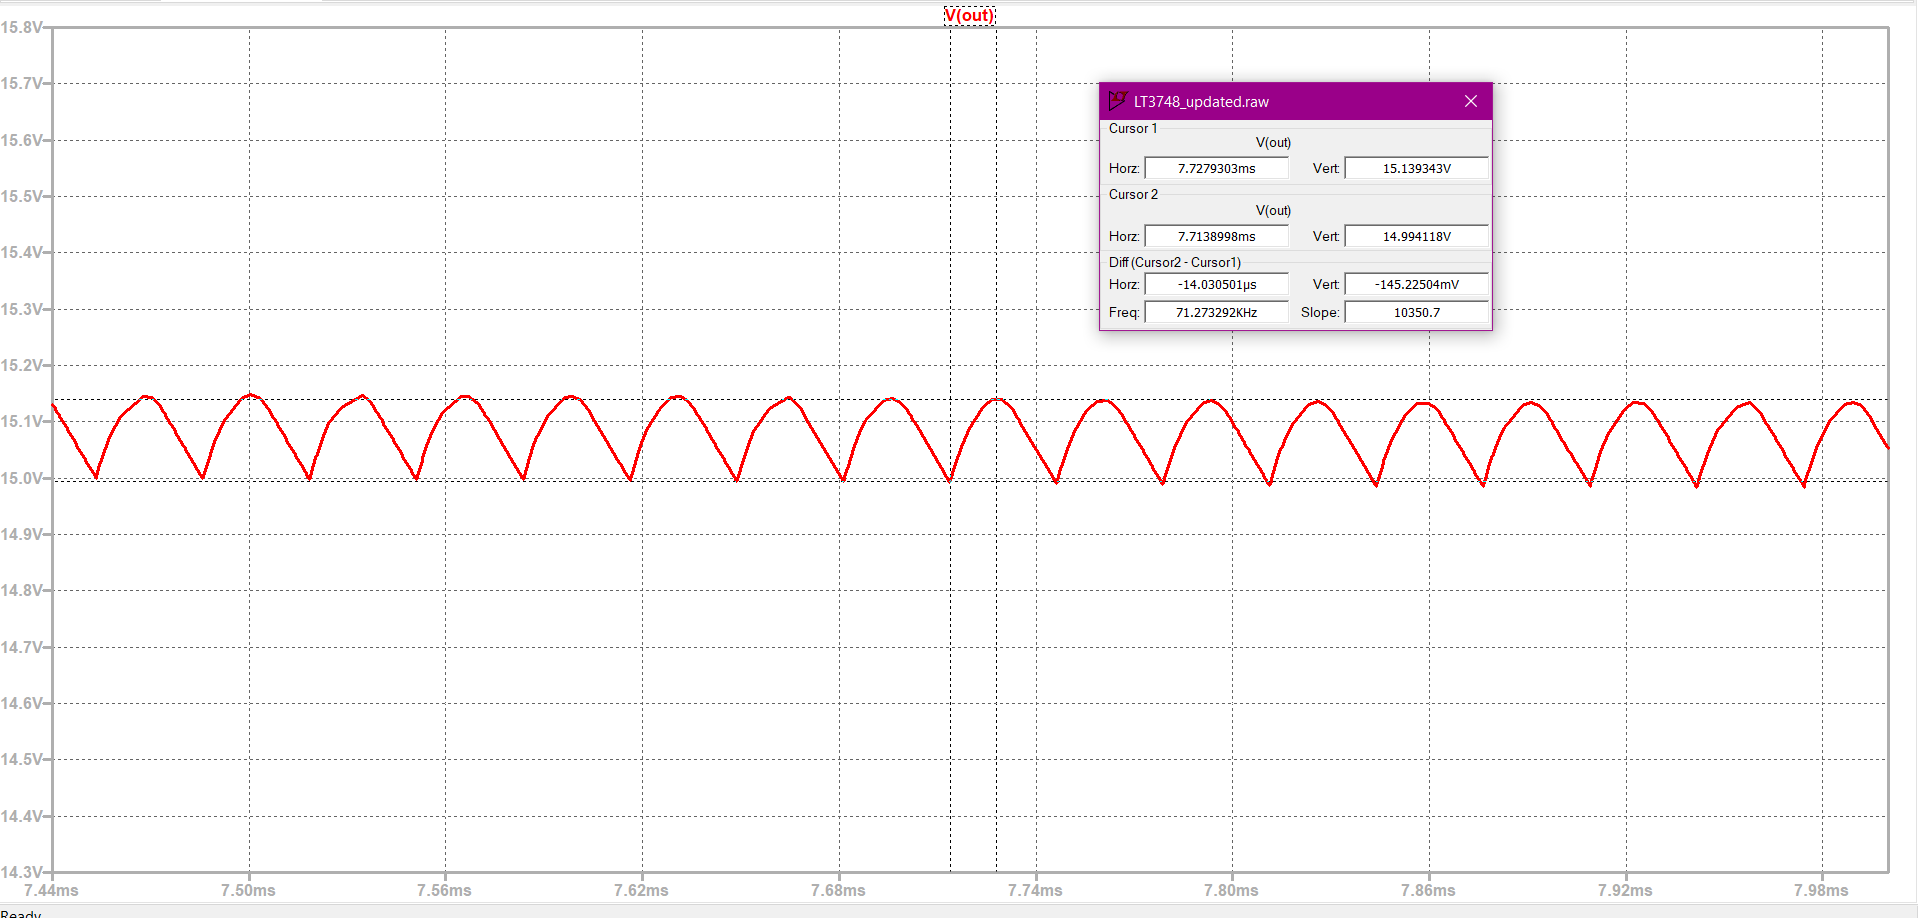 V(out)
15.8V
15.7V
15.6V
15.5V
15.4V
15.3V
15.2V
15.1V
15.0V
14.9V
14.8V
14.7V
14.6V
14.5V
14.4V
14.3V
7.44ms 7.50ms 7.56ms 7.62ms 7.68ms 7.74ms 7.80ms 7.86ms 7.92ms 7.98ms
LT3748_updated.raw
Cursor 1
V(out)
Horz: 7.7279303ms Vert: 15.139343V
Cursor 2
V(out)
Horz: 7.7138998ms Vert: 14.994118V
Diff (Cursor2 - Cursor1)
Horz: -14.030501µs Vert: -145.22504mV
Freq: 71.273292KHz Slope: 10350.7
Ready